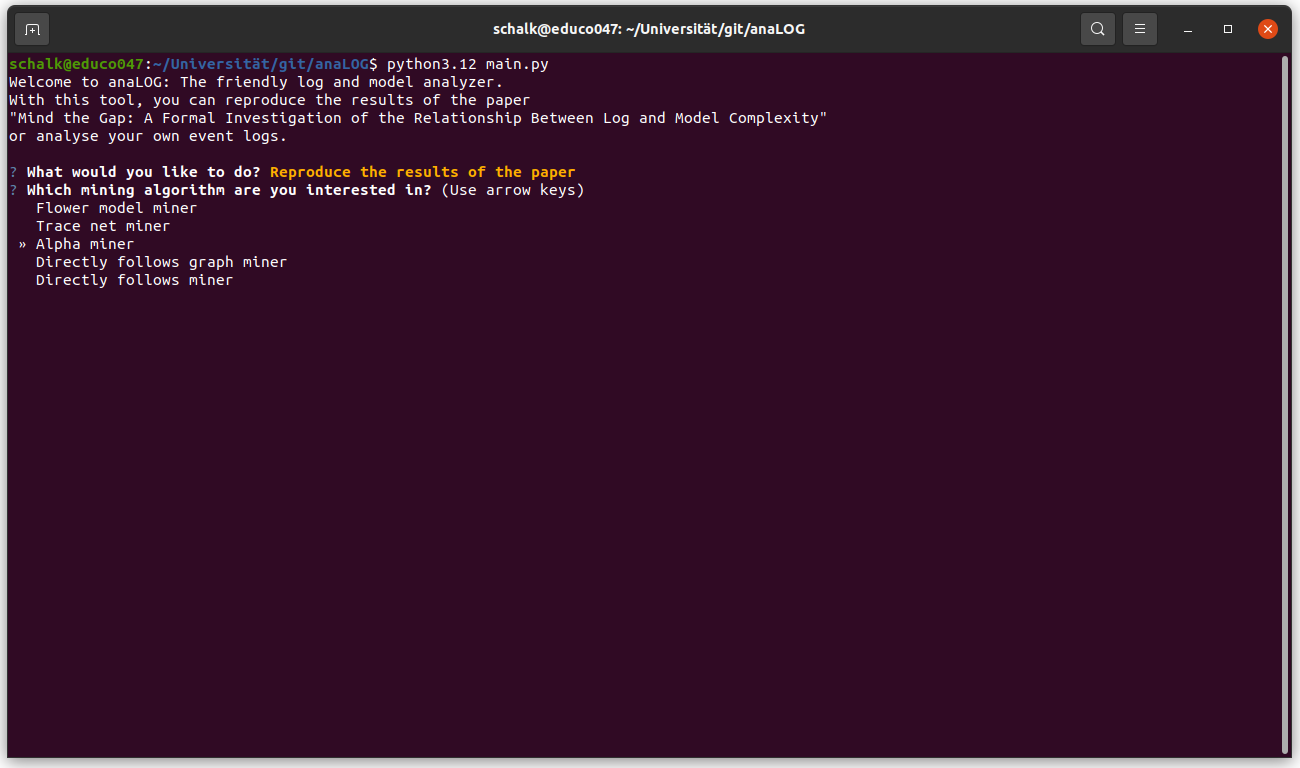 schalk@educo047: ~/Universität/git/anaLOG
schalk@educo047:~/Universität/git/anaLOG$ python3.12 main.py
Welcome to anaLOG: The friendly log and model analyzer.
With this tool, you can reproduce the results of the paper
"Mind the Gap: A Formal Investigation of the Relationship Between Log and Model Complexity"
or analyse your own event logs.
? What would you like to do? Reproduce the results of the paper
? Which mining algorithm are you interested in? (Use arrow keys)
Flower model miner
Trace net miner
» Alpha miner
Directly follows graph miner
Directly follows miner